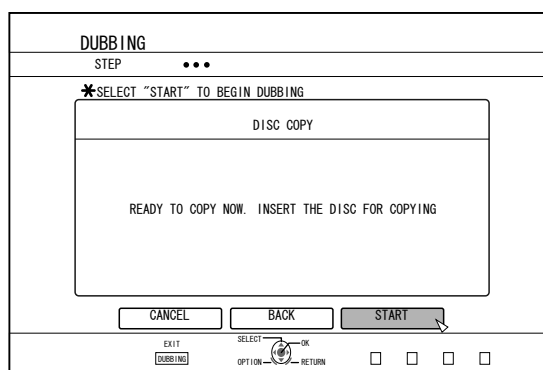 DUBBING
STEP •••
*SELECT "START" TO BEGIN DUBBING
DISC COPY
READY TO COPY NOW. INSERT THE DISC FOR COPYING
CANCEL BACK START
EXIT SELECT OK
DUBBING OPTION RETURN